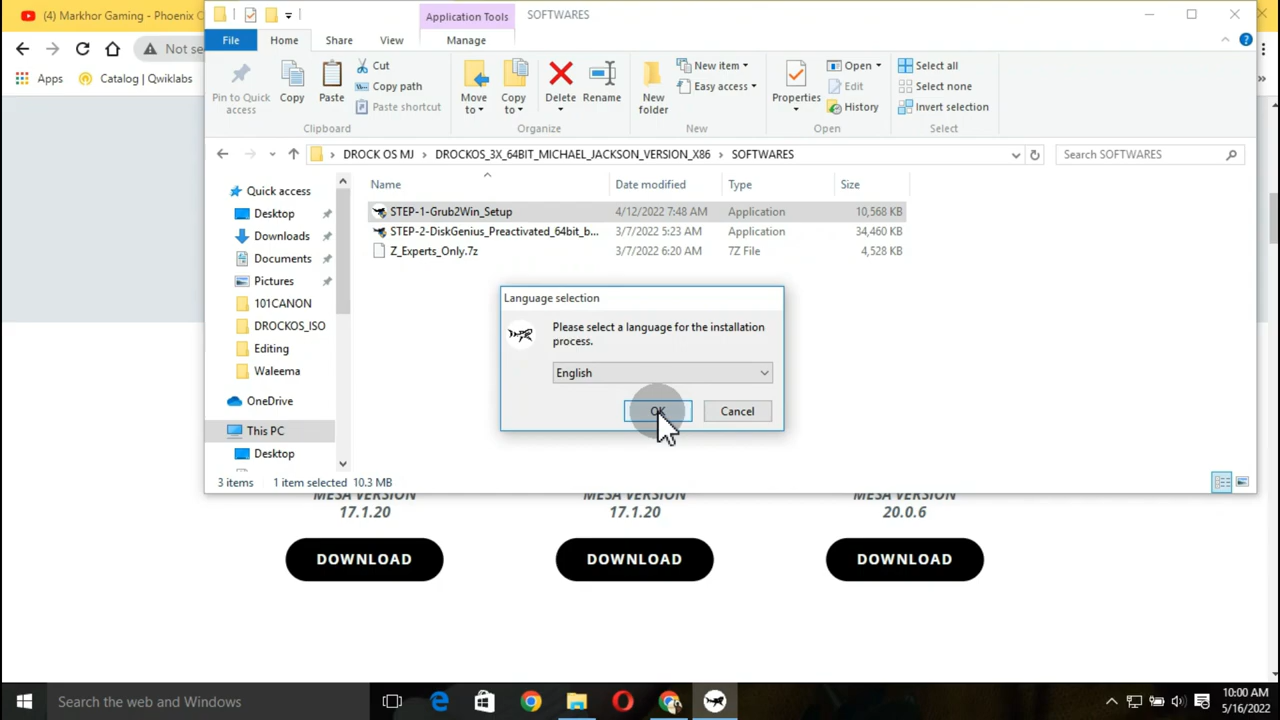 (4) Markhor Gaming - Phoenix
Application Tools
SOFTWARES
Not se
File
Home
Share
View
Manage
Apps
Catalog | Qwiklabs
Pin to Quick
access
Copy
Paste
Cut
Copy path
Paste shortcut
Clipboard
Move
to
Copy
to
Delete
Rename
Organize
New
folder
New item
Easy access
New
Properties
Open
Edit
History
Open
Select all
Select none
Invert selection
Select
DROCK OS MJ
DROCKOS_3X_64BIT_MICHAEL_JACKSON_VERSION_X86
SOFTWARES
Search SOFTWARES
Name
Date modified
Type
Size
Quick access
Desktop
Downloads
Documents
Pictures
101CANON
DROCKOS_ISO
Editing
Waleema
OneDrive
This PC
Desktop
STEP-1-Grub2Win_Setup 4/12/2022 7:48 AM Application 10,568 KB
STEP-2-DiskGenius_Preactivated_64bit_b... 3/7/2022 5:23 AM Application 34,460 KB
Z_Experts_Only.7z 3/7/2022 6:20 AM 7Z File 4,528 KB
Language selection
Please select a language for the installation
process.
English
OK
Cancel
3 items 1 item selected 10.3 MB
MESA VERSION
17.1.20
DOWNLOAD
MESA VERSION
17.1.20
DOWNLOAD
MESA VERSION
20.0.6
DOWNLOAD
Search the web and Windows
10:00 AM
5/16/2022